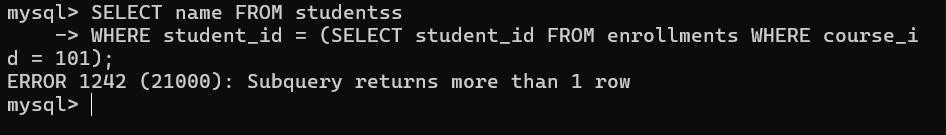 mysql> SELECT name FROM studentss
    -> WHERE student_id = (SELECT student_id FROM enrollments WHERE course_i
d = 101);
ERROR 1242 (21000): Subquery returns more than 1 row
mysql>